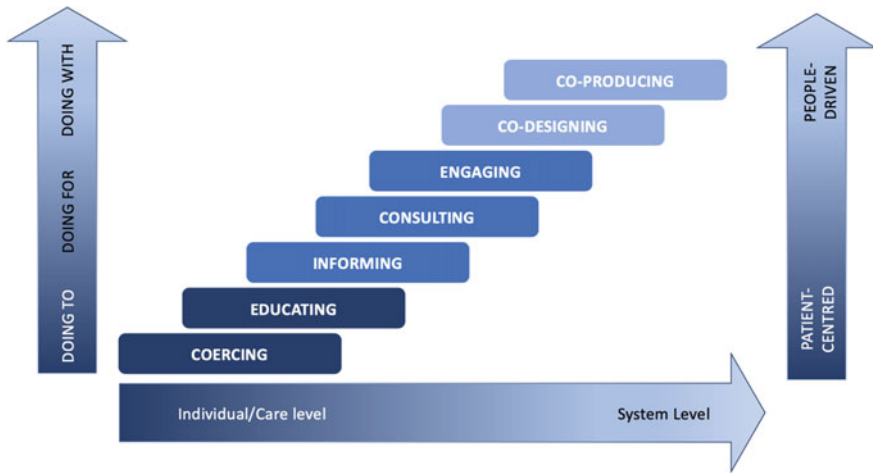 DOING WITH
DOING FOR
DOING TO
CO-PRODUCING
CO-DESIGNING
ENGAGING
CONSULTING
INFORMING
EDUCATING
COERCING
PEOPLE-
DRIVEN
PATIENT-
CENTRED
Individual/Care level
System Level